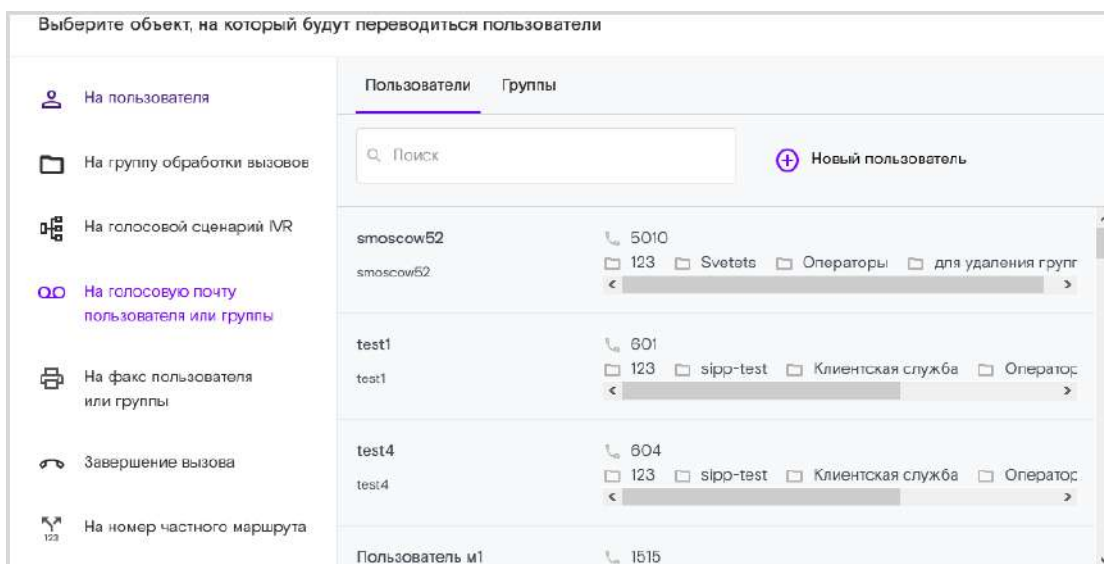 Выберите объект, на который будут переводиться пользователи
На пользователя
На группу обработки вызовов
На голосовой сценарий IVR
На голосовую почту
пользователя или группы
На факс пользователя
или группы
Завершение вызова
123
На номер частного маршрута
Пользователи Группы
Поиск
Новый пользователь
smoscow52 5010
smoscow52 123 Svetets Операторы для удаления групп
test1 601
test1 123 sipp-test Клиентская служба Оператор
test4 604
test4 123 sipp-test Клиентская служба Оператор
Пользователь м1 1515